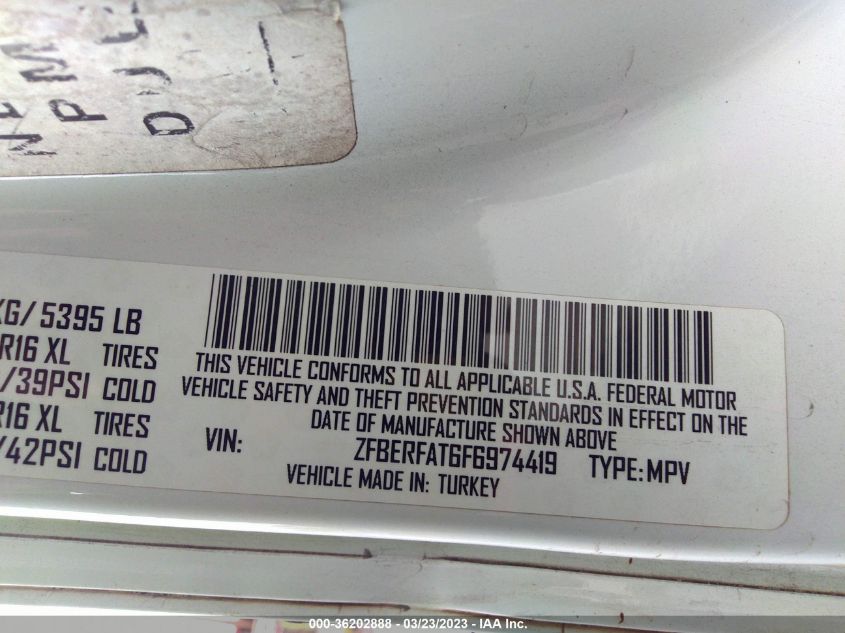 N E M
P J
D U L
KG/ 5395 LB
R16 XL TIRES
/39PSI COLD
R16 XL TIRES
/42PSI COLD
THIS VEHICLE CONFORMS TO ALL APPLICABLE U.S.A. FEDERAL MOTOR
VEHICLE SAFETY AND THEFT PREVENTION STANDARDS IN EFFECT ON THE
DATE OF MANUFACTURE SHOWN ABOVE
VIN: ZFBERFAT6F6974419 TYPE: MPV
VEHICLE MADE IN: TURKEY
000-36202888 - 03/23/2023 - IAA Inc.